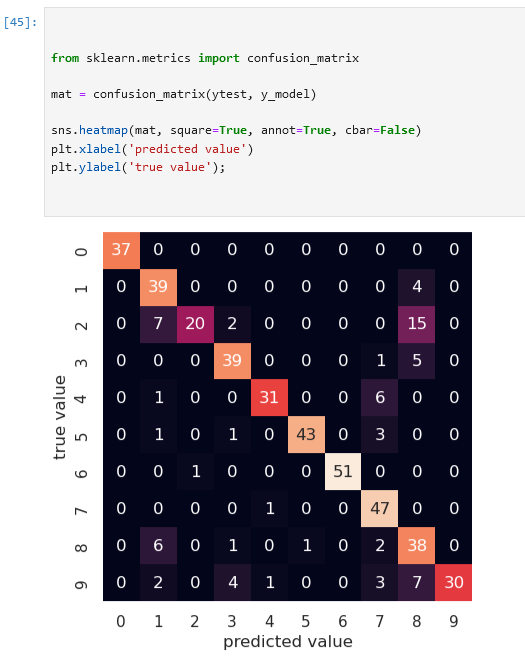 [45]:
from sklearn.metrics import confusion_matrix
mat = confusion_matrix(ytest, y_model)
sns.heatmap(mat, square=True, annot=True, cbar=False)
plt.xlabel('predicted value')
plt.ylabel('true value');
0 37 0 0 0 0 0 0 0 0 0
1 0 39 0 0 0 0 0 0 4 0
2 0 7 20 2 0 0 0 0 15 0
3 0 0 0 39 0 0 0 1 5 0
4 0 1 0 0 31 0 0 6 0 0
5 0 1 0 1 0 43 0 3 0 0
6 0 0 1 0 0 0 51 0 0 0
7 0 0 0 0 1 0 0 47 0 0
8 0 6 0 1 0 1 0 2 38 0
9 0 2 0 4 1 0 0 3 7 30
true value
0 1 2 3 4 5 6 7 8 9
predicted value